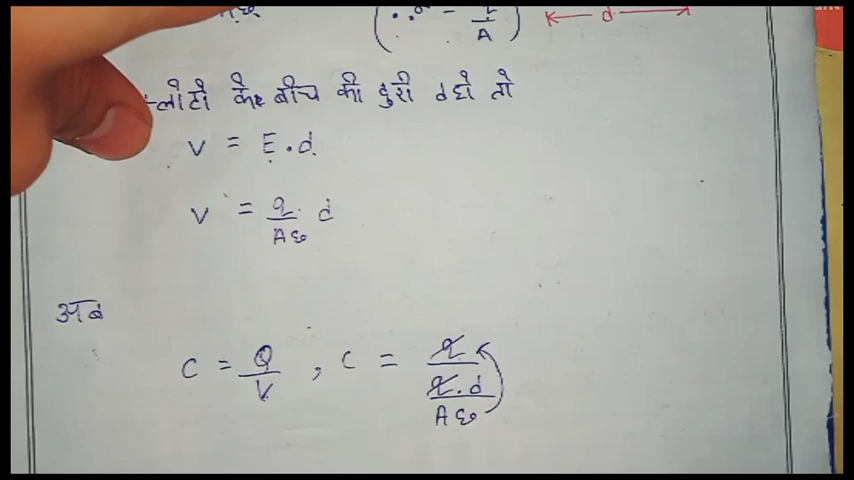 (∵ σ = q/A) d
प्लेटो के बीच की दुरी d हो तो
V = E.d
V = q/Aε₀ d
अब
C = Q/V , C = q/(q.d/Aε₀)